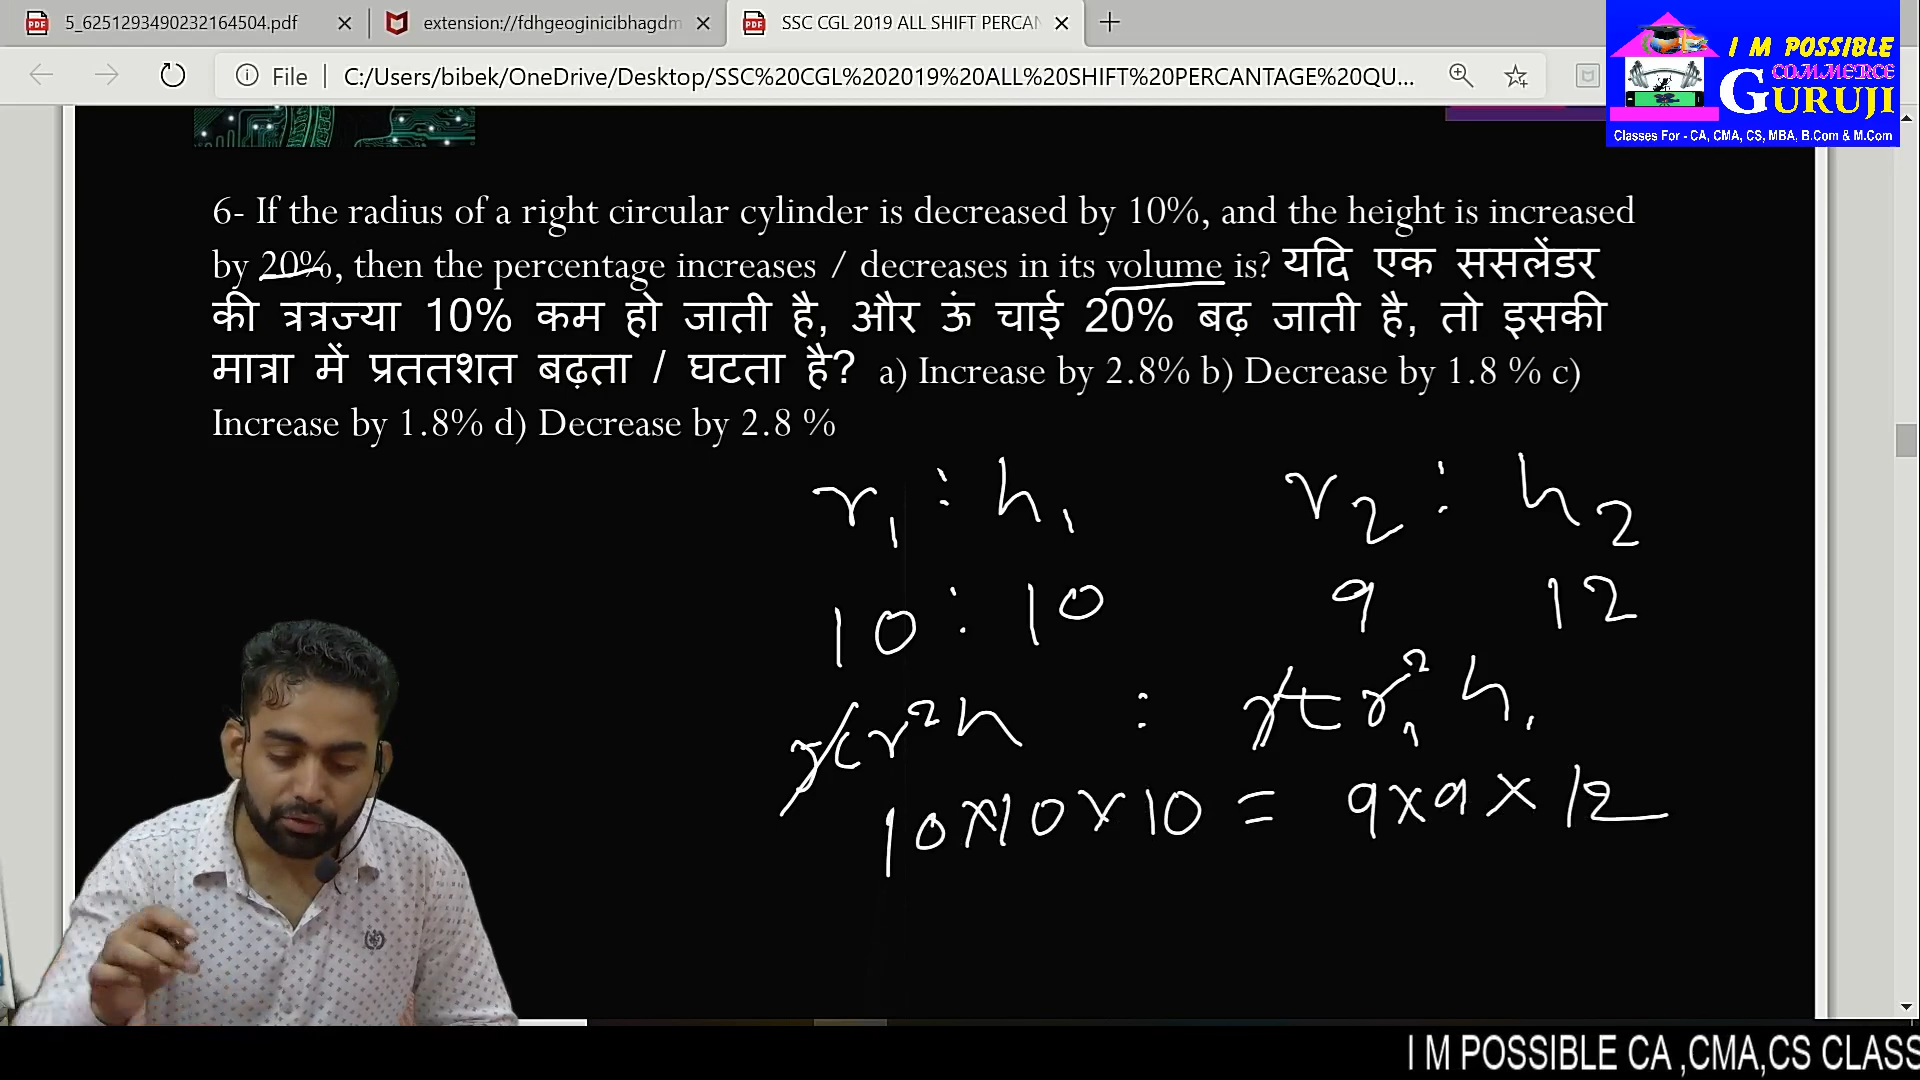 5_6251293490232164504.pdf
extension://fdhgeoginicibhagdm
SSC CGL 2019 ALL SHIFT PERCAN
File
C:/Users/bibek/OneDrive/Desktop/SSC%20CGL%202019%20ALL%20SHIFT%20PERCANTAGE%20QU...
I M POSSIBLE
COMMERCE
GURUJI
Classes For - CA, CMA, CS, MBA, B.Com & M.Com
6- If the radius of a right circular cylinder is decreased by 10%, and the height is increased
by 20%, then the percentage increases / decreases in its volume is? यदि एक ससलेंडर
की त्रत्रज्या 10% कम हो जाती है, और ऊं चाई 20% बढ़ जाती है, तो इसकी
मात्रा में प्रततशत बढ़ता / घटता है? a) Increase by 2.8% b) Decrease by 1.8 % c)
Increase by 1.8% d) Decrease by 2.8 %
r₁ : h₁ r₂ : h₂
10 : 10 9 12
πr²h : πr₁²h₁
10×10×10 = 9×9×12
I M POSSIBLE CA ,CMA,CS CLASS